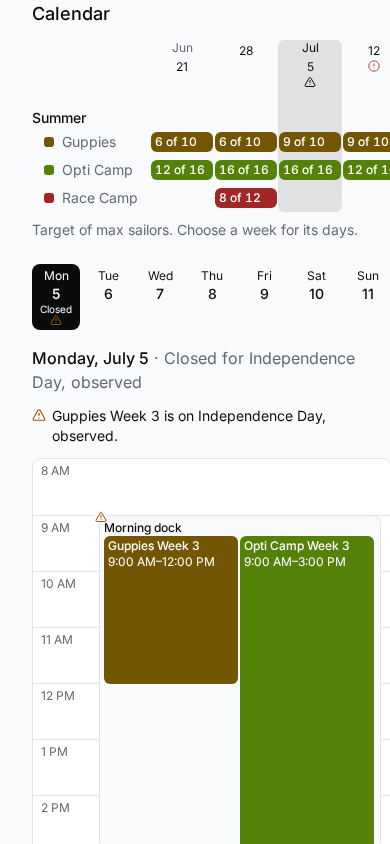 Calendar
Jun 21
28
Jul 5
12
Summer
Guppies 6 of 10 6 of 10 9 of 10 9 of 10
Opti Camp 12 of 16 16 of 16 16 of 16 12 of
Race Camp 8 of 12
Target of max sailors. Choose a week for its days.
Mon 5 Closed
Tue 6
Wed 7
Thu 8
Fri 9
Sat 10
Sun 11
Monday, July 5 · Closed for Independence
Day, observed
Guppies Week 3 is on Independence Day,
observed.
8 AM
9 AM
Morning dock
Guppies Week 3
9:00 AM–12:00 PM
Opti Camp Week 3
9:00 AM–3:00 PM
10 AM
11 AM
12 PM
1 PM
2 PM